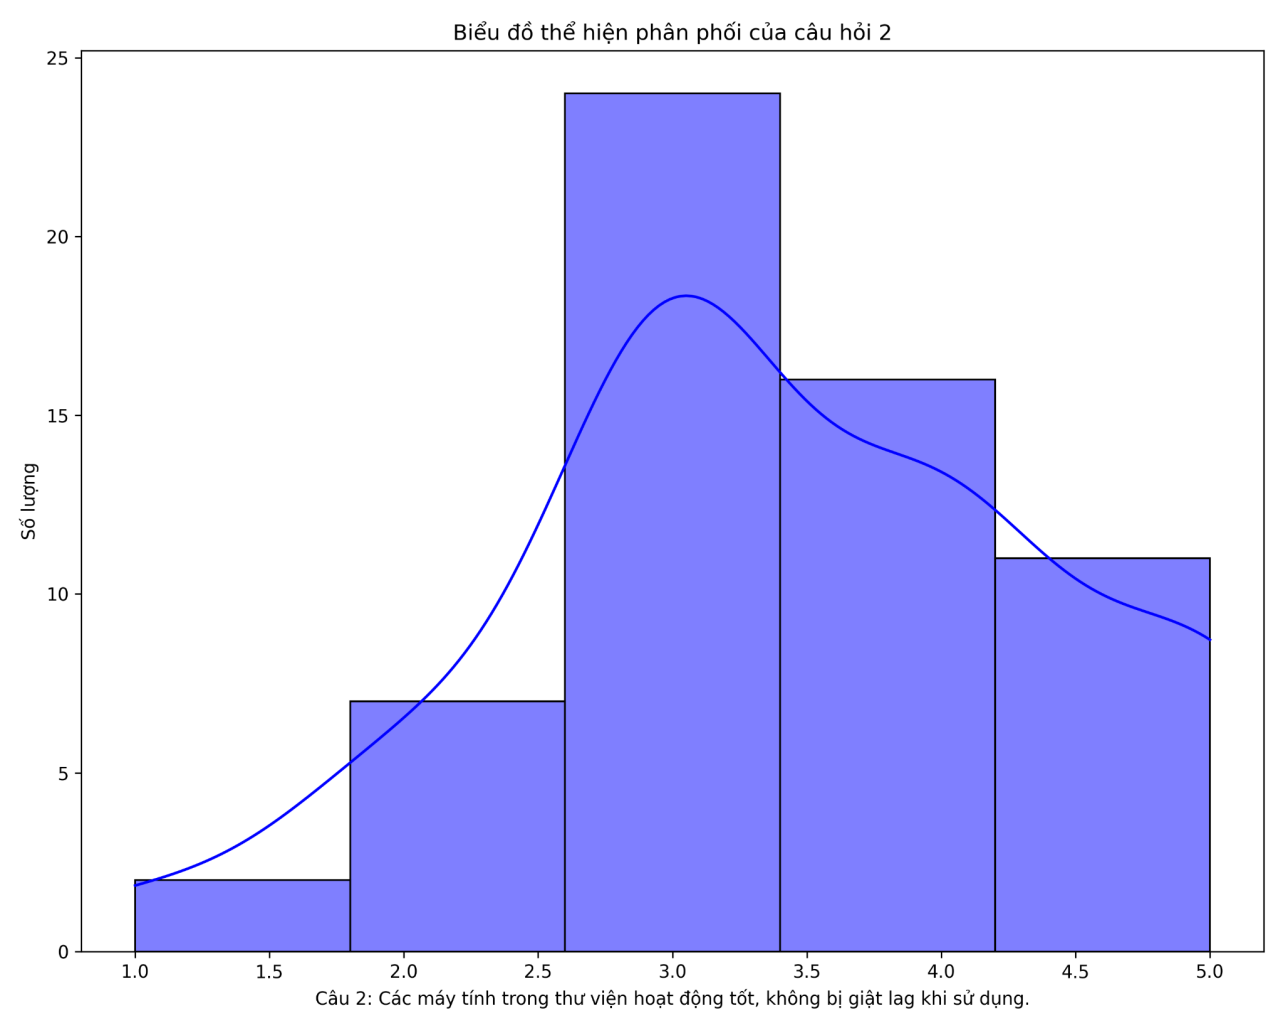 Biểu đồ thể hiện phân phối của câu hỏi 2
25
20
15
10
5
0
Số lượng
1.0 1.5 2.0 2.5 3.0 3.5 4.0 4.5 5.0
Câu 2: Các máy tính trong thư viện hoạt động tốt, không bị giật lag khi sử dụng.